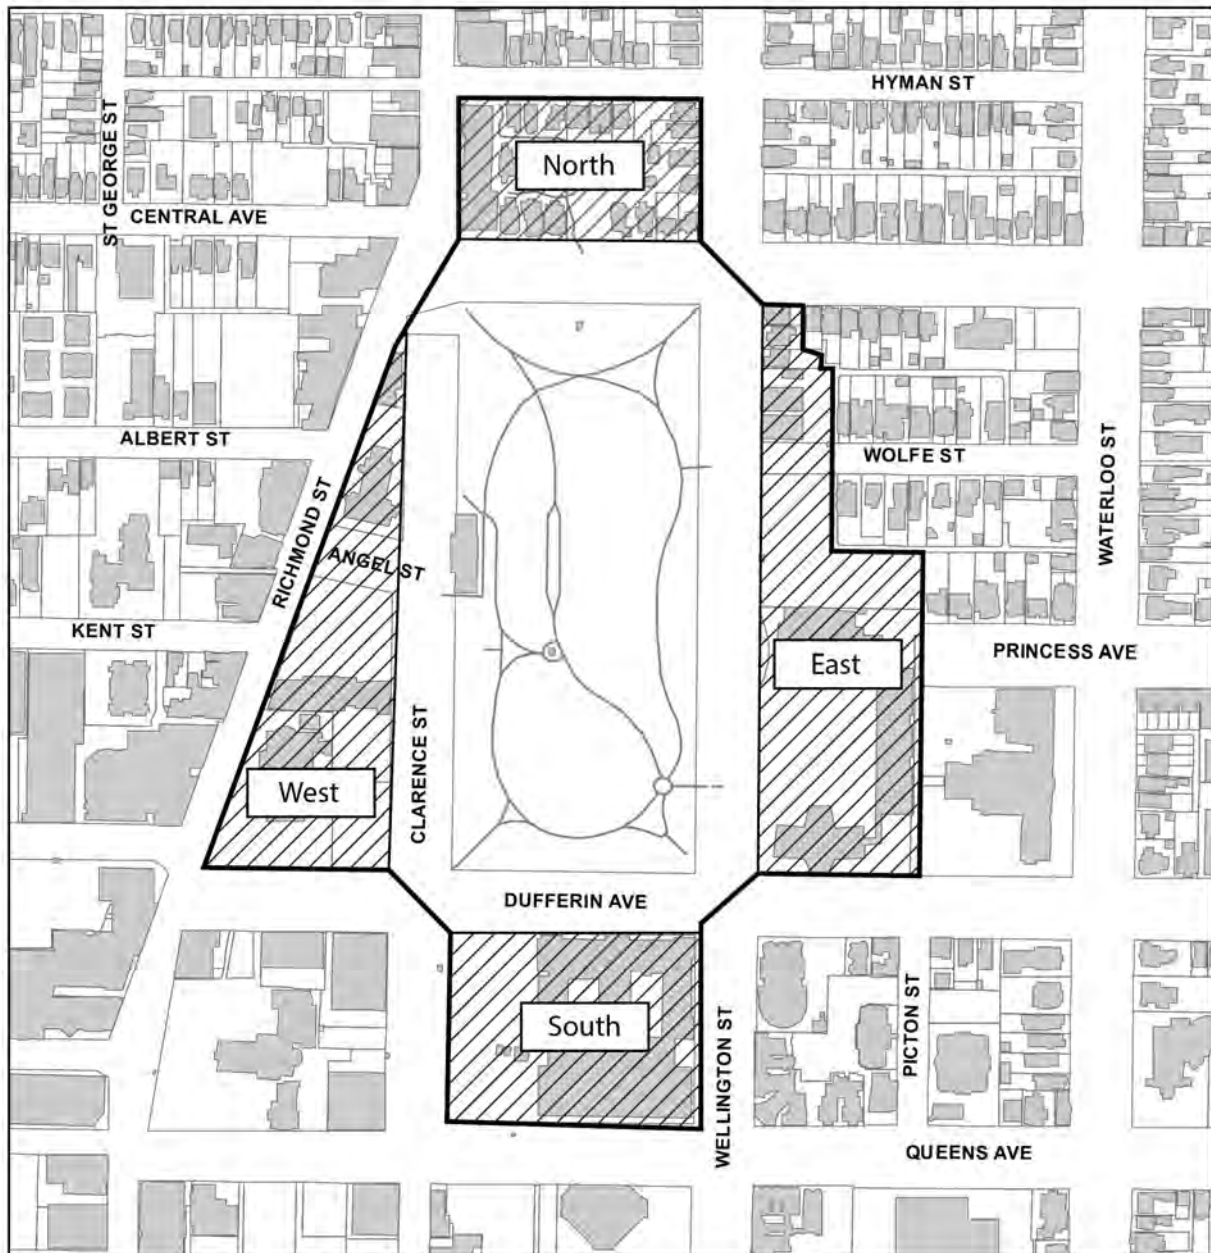 HYMAN ST
North
ST GEORGE ST
CENTRAL AVE
ALBERT ST
WOLFE ST
WATERLOO ST
RICHMOND ST
ANGEL ST
KENT ST
PRINCESS AVE
East
CLARENCE ST
West
DUFFERIN AVE
South
WELLINGTON ST
PICTON ST
QUEENS AVE